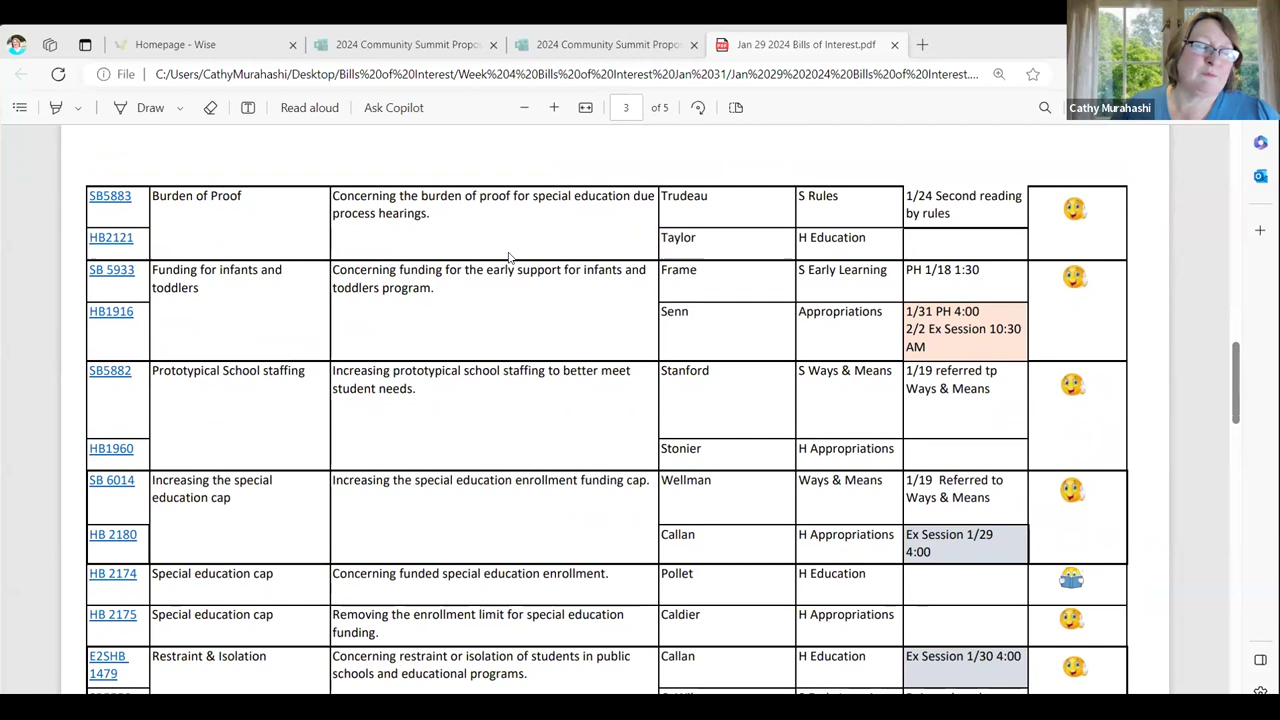 Homepage - Wise
2024 Community Summit Propos
2024 Community Summit Propos
Jan 29 2024 Bills of Interest.pdf
File
C:/Users/CathyMurahashi/Desktop/Bills%20of%20Interest/Week%204%20Bills%20of%20Interest%20Jan%2031/Jan%2029%202024%20Bills%20of%20Interest....
Draw
Read aloud
Ask Copilot
3
of 5
Cathy Murahashi
SB5883
Burden of Proof
Concerning the burden of proof for special education due
process hearings.
Trudeau
S Rules
1/24 Second reading
by rules
HB2121
Taylor
H Education
SB 5933
Funding for infants and
toddlers
Concerning funding for the early support for infants and
toddlers program.
Frame
S Early Learning
PH 1/18 1:30
HB1916
Senn
Appropriations
1/31 PH 4:00
2/2 Ex Session 10:30
AM
SB5882
Prototypical School staffing
Increasing prototypical school staffing to better meet
student needs.
Stanford
S Ways & Means
1/19 referred tp
Ways & Means
HB1960
Stonier
H Appropriations
SB 6014
Increasing the special
education cap
Increasing the special education enrollment funding cap.
Wellman
Ways & Means
1/19 Referred to
Ways & Means
HB 2180
Callan
H Appropriations
Ex Session 1/29
4:00
HB 2174
Special education cap
Concerning funded special education enrollment.
Pollet
H Education
HB 2175
Special education cap
Removing the enrollment limit for special education
funding.
Caldier
H Appropriations
E2SHB
1479
Restraint & Isolation
Concerning restraint or isolation of students in public
schools and educational programs.
Callan
H Education
Ex Session 1/30 4:00